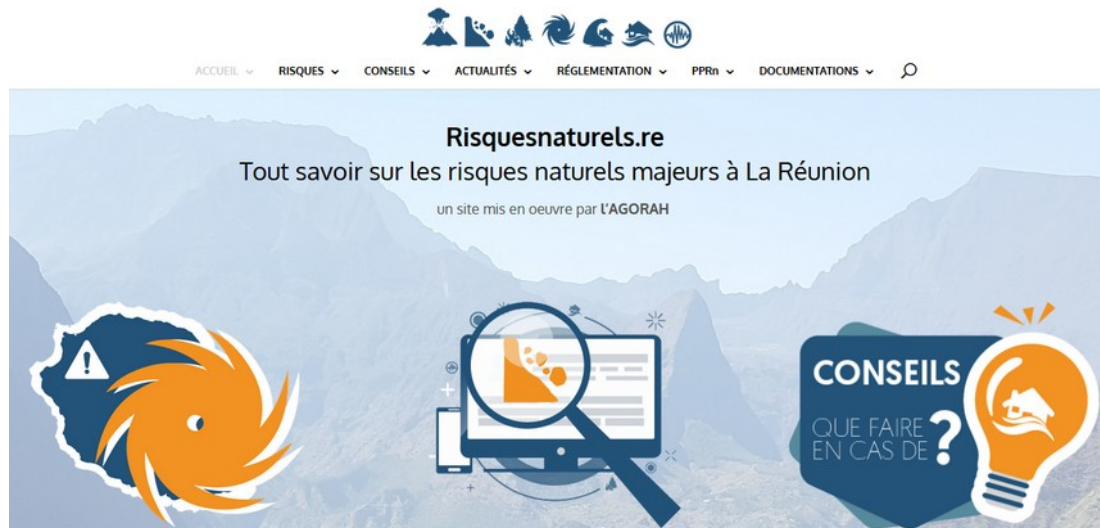 ACCUEIL RISQUES CONSEILS ACTUALITÉS RÉGLEMENTATION PPRn DOCUMENTATIONS
Risquesnaturels.re
Tout savoir sur les risques naturels majeurs à La Réunion
un site mis en oeuvre par l'AGORAH
CONSEILS
QUE FAIRE
EN CAS DE ?